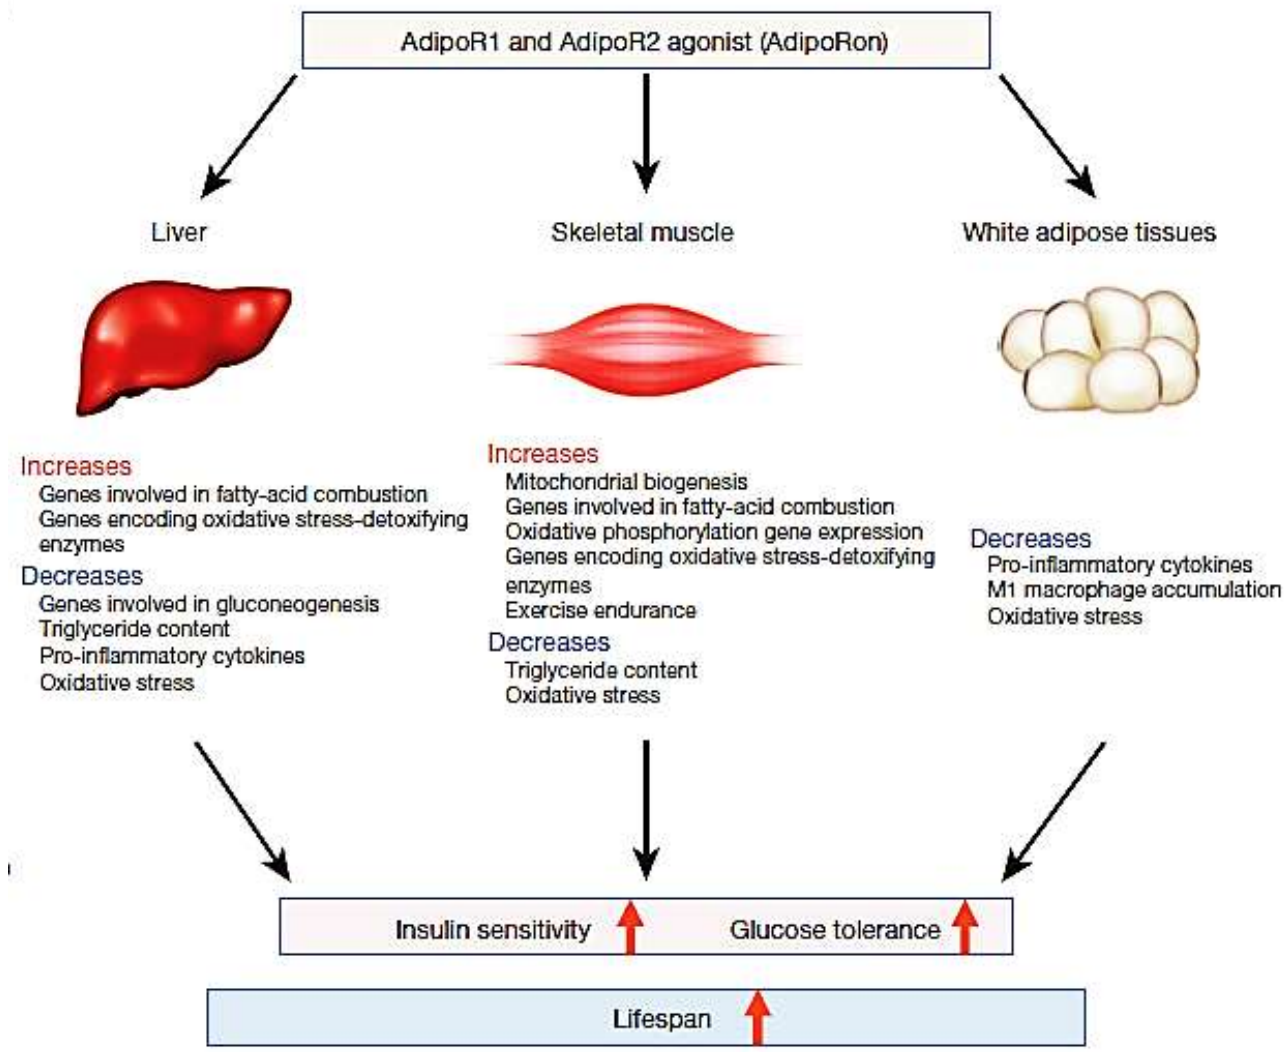 AdipoR1 and AdipoR2 agonist (AdipoRon)
Liver
Skeletal muscle
White adipose tissues
Increases
Genes involved in fatty-acid combustion
Genes encoding oxidative stress-detoxifying
enzymes
Decreases
Genes involved in gluconeogenesis
Triglyceride content
Pro-inflammatory cytokines
Oxidative stress
Increases
Mitochondrial biogenesis
Genes involved in fatty-acid combustion
Oxidative phosphorylation gene expression
Genes encoding oxidative stress-detoxifying
enzymes
Exercise endurance
Decreases
Triglyceride content
Oxidative stress
Decreases
Pro-inflammatory cytokines
M1 macrophage accumulation
Oxidative stress
Insulin sensitivity
Glucose tolerance
Lifespan